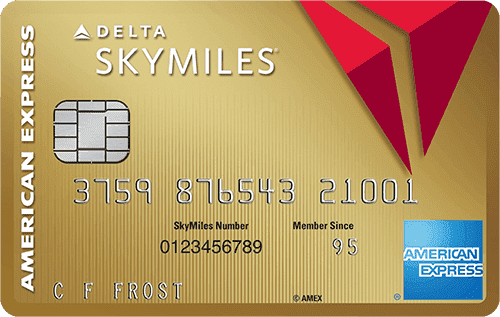 AMERICAN EXPRESS
DELTA
SKYMILES®
3759 876543 21001
SkyMiles Number
Member Since
0123456789
95
AMERICAN
EXPRESS
C F FROST
© AMEX
®